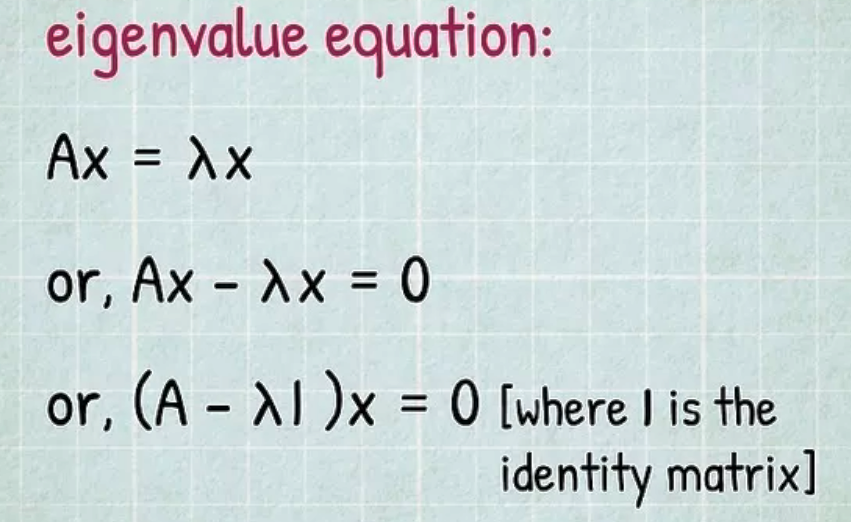 eigenvalue equation:
Ax = λx
or, Ax - λx = 0
or, (A - λI)x = 0 [where I is the
identity matrix]